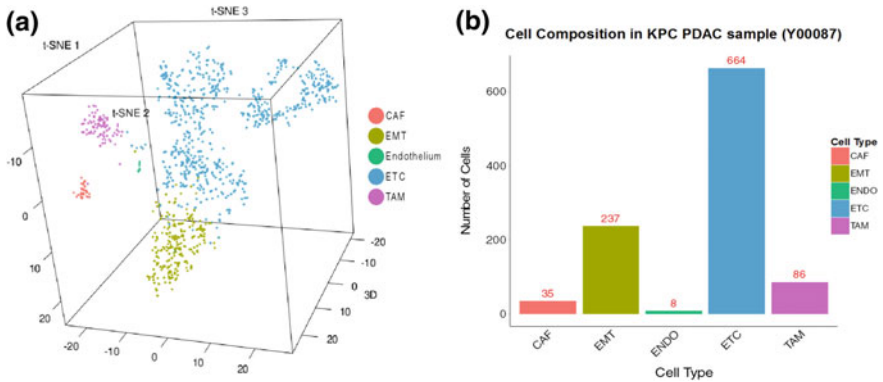 (a)
t-SNE 3
t-SNE 1
t-SNE 2
-10
0
10
20
-20
-10
0
10
20
-20
-10
0
10
20
3D
CAF
EMT
Endothelium
ETC
TAM
(b)
Cell Composition in KPC PDAC sample (Y00087)
Number of Cells
600
400
200
0
35
237
8
664
86
CAF
EMT
ENDO
ETC
TAM
Cell Type
Cell Type
CAF
EMT
ENDO
ETC
TAM